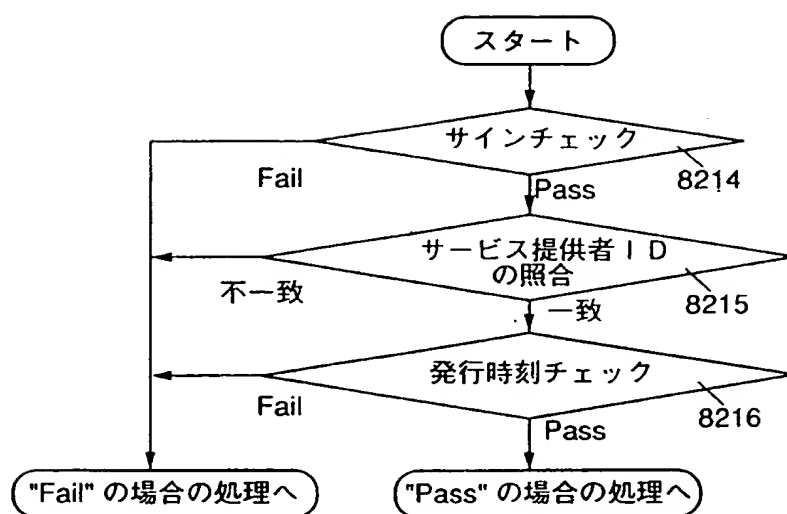 スタート
サインチェック
8214
Fail
Pass
サービス提供者ID
の照合
8215
不一致
一致
発行時刻チェック
8216
Fail
Pass
"Fail" の場合の処理へ
"Pass" の場合の処理へ